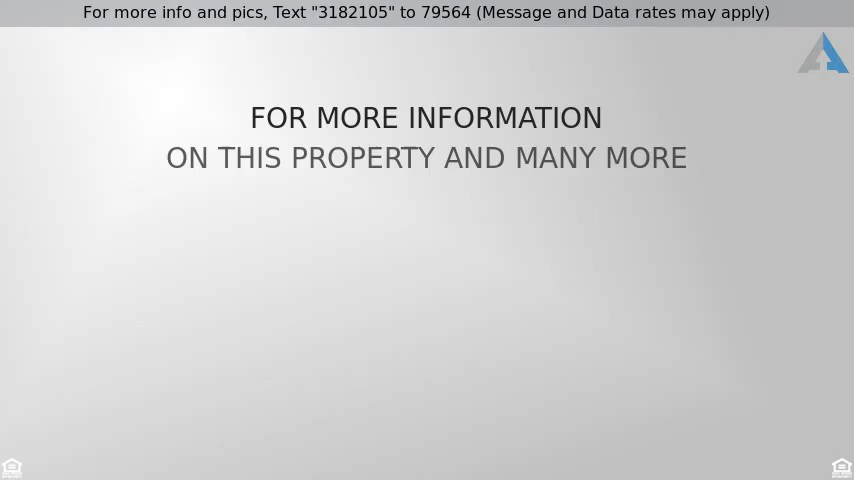 For more info and pics, Text "3182105" to 79564 (Message and Data rates may apply)
FOR MORE INFORMATION
ON THIS PROPERTY AND MANY MORE